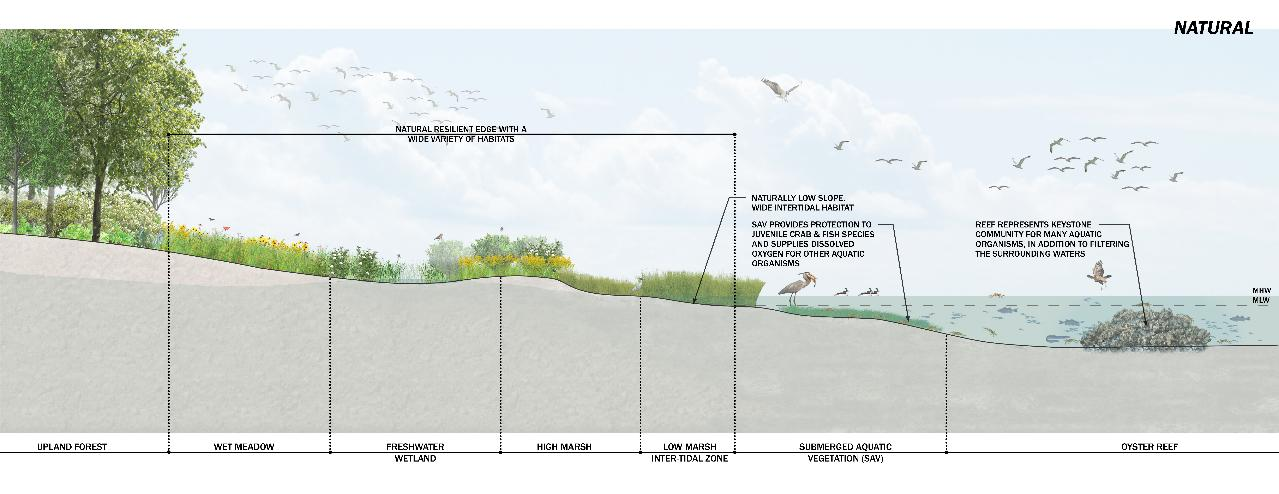 NATURAL
NATURAL RESILIENT EDGE WITH A
WIDE VARIETY OF HABITATS
NATURALLY LOW SLOPE,
WIDE INTERTIDAL HABITAT
SAV PROVIDES PROTECTION TO
JUVENILE CRAB & FISH SPECIES
AND SUPPLIES DISSOLVED
OXYGEN FOR OTHER AQUATIC
ORGANISMS
REEF REPRESENTS KEYSTONE
COMMUNITY FOR MANY AQUATIC
ORGANISMS, IN ADDITION TO FILTERING
THE SURROUNDING WATERS
MHW
MLW
UPLAND FOREST
WET MEADOW
FRESHWATER
WETLAND
HIGH MARSH
LOW MARSH
INTER-TIDAL ZONE
SUBMERGED AQUATIC
VEGETATION (SAV)
OYSTER REEF